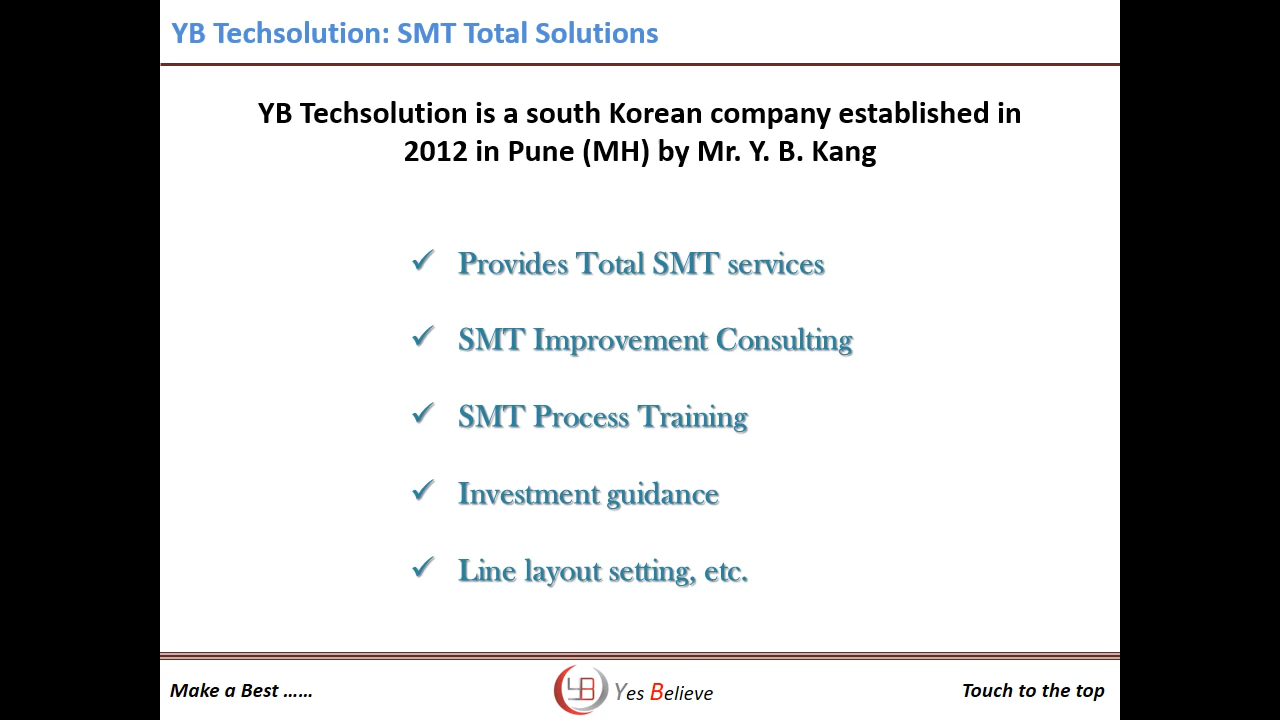 YB Techsolution: SMT Total Solutions
YB Techsolution is a south Korean company established in
2012 in Pune (MH) by Mr. Y. B. Kang
✓ Provides Total SMT services
✓ SMT Improvement Consulting
✓ SMT Process Training
✓ Investment guidance
✓ Line layout setting, etc.
Make a Best ......
YB Yes Believe
Touch to the top